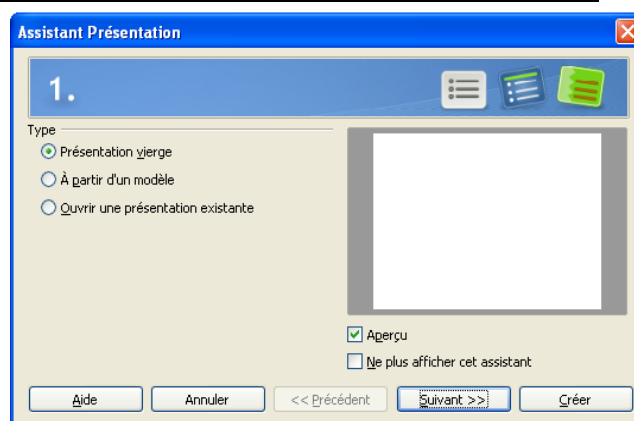 Assistant Présentation
1.
Type
Présentation vierge
À partir d'un modèle
Ouvrir une présentation existante
Aperçu
Ne plus afficher cet assistant
Aide Annuler << Précédent Suivant >> Créer